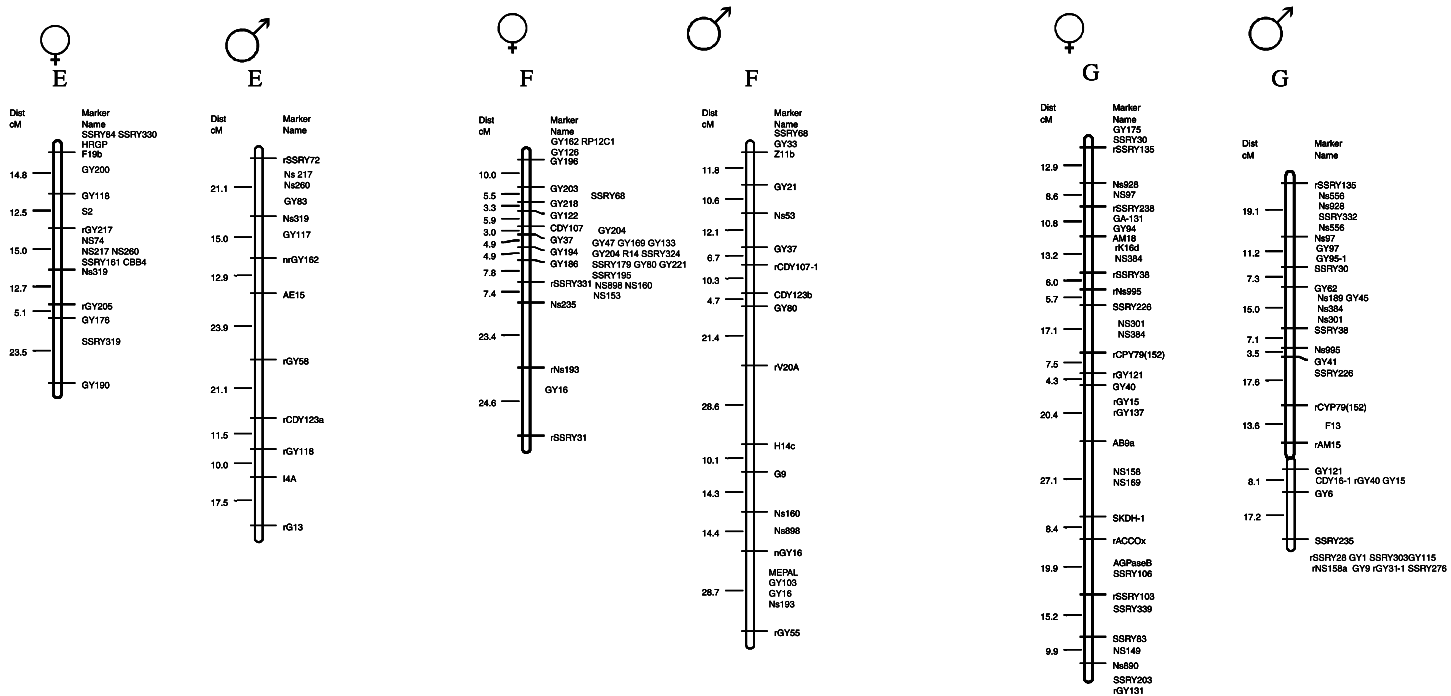 E
Dist
cM
Marker
Name
SSRY84 SSRY330
HRGP
F19b
14.8
GY200
GY118
12.5
S2
rGY217
NS74
15.0
NS217 NS260
SSRY161 CBB4
Ns319
12.7
rGY205
5.1
GY178
SSRY319
23.5
GY190
E
Dist
cM
Marker
Name
rSSRY72
Ns 217
21.1
Ns260
GY83
Ns319
15.0
GY117
nrGY162
12.9
AE15
23.9
rGY58
21.1
rCDY123a
11.5
rGY118
10.0
I4A
17.5
rG13
F
Dist
cM
Marker
Name
GY162 RP12C1
GY126
GY196
10.0
GY203
5.5
SSRY68
3.3
GY218
GY122
5.9
CDY107
3.0
GY204
GY37
4.9
GY47 GY169 GY133
GY194
4.9
GY204 R14 SSRY324
GY186
SSRY179 GY80 GY221
7.8
SSRY195
rSSRY331 NS898 NS160
7.4
NS153
Ns235
23.4
rNs193
GY16
24.6
rSSRY31
F
Dist
cM
Marker
Name
SSRY68
GY33
Z11b
11.8
GY21
10.6
Ns53
12.1
GY37
6.7
rCDY107-1
10.3
CDY123b
4.7
GY80
21.4
rV20A
28.6
H14c
10.1
G9
14.3
Ns160
14.4
Ns898
nGY16
MEPAL
GY103
28.7
GY16
Ns193
rGY55
G
Dist
cM
Marker
Name
GY175
SSRY30
rSSRY135
12.9
Ns928
8.6
NS97
rSSRY238
10.8
GA-131
GY94
AM18
rK16d
13.2
NS384
rSSRY38
6.0
rNs995
5.7
SSRY226
NS301
17.1
NS384
rCPY79(152)
7.5
rGY121
4.3
GY40
rGY15
20.4
rGY137
AB9a
NS158
27.1
NS169
SKDH-1
8.4
rACCOx
AGPaseB
19.9
SSRY106
rSSRY103
SSRY339
15.2
SSRY83
9.9
NS149
Ns890
SSRY203
rGY131
G
Dist
cM
Marker
Name
rSSRY135
Ns556
Ns928
19.1
SSRY332
Ns556
Ns97
GY97
11.2
GY95-1
SSRY30
7.3
GY62
Ns189 GY45
15.0
Ns384
Ns301
SSRY38
7.1
Ns995
3.5
GY41
SSRY226
17.6
rCYP79(152)
13.6
F13
rAM15
GY121
8.1
CDY16-1 rGY40 GY15
GY6
17.2
SSRY235
rSSRY28 GY1 SSRY303GY115
rNS158a GY9 rGY31-1 SSRY276